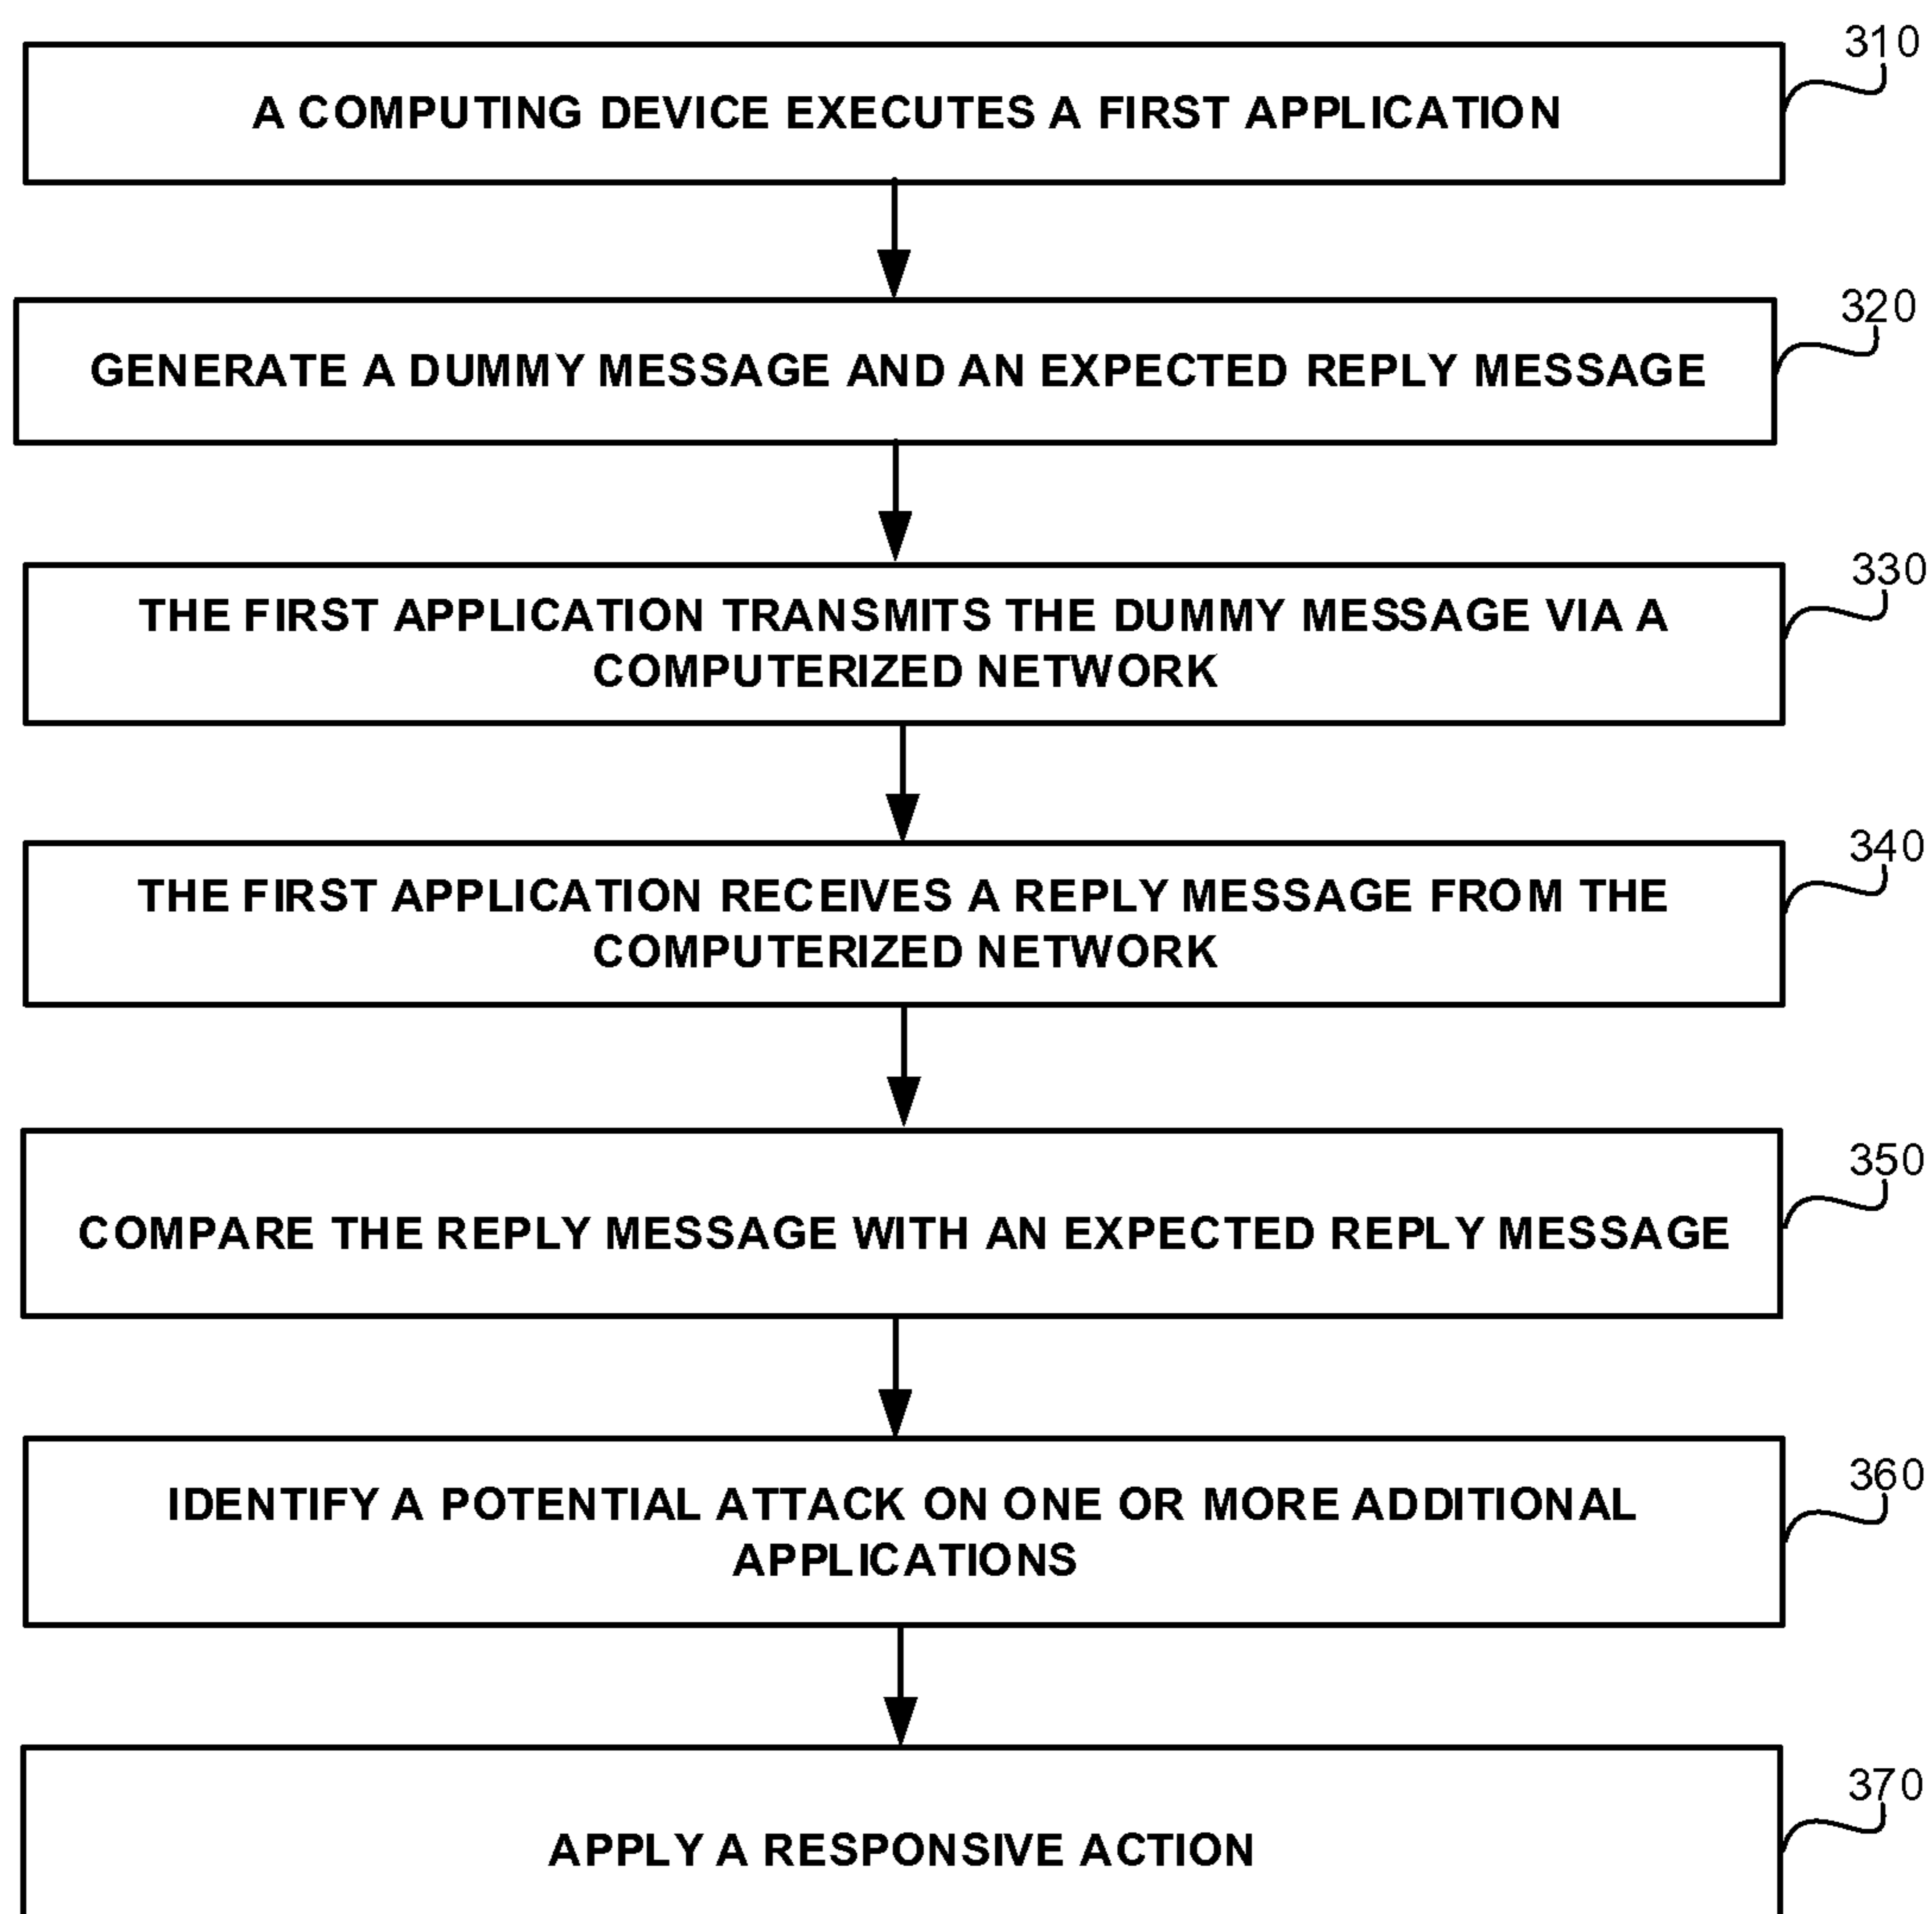 310
A COMPUTING DEVICE EXECUTES A FIRST APPLICATION
320
GENERATE A DUMMY MESSAGE AND AN EXPECTED REPLY MESSAGE
330
THE FIRST APPLICATION TRANSMITS THE DUMMY MESSAGE VIA A
COMPUTERIZED NETWORK
340
THE FIRST APPLICATION RECEIVES A REPLY MESSAGE FROM THE
COMPUTERIZED NETWORK
350
COMPARE THE REPLY MESSAGE WITH AN EXPECTED REPLY MESSAGE
360
IDENTIFY A POTENTIAL ATTACK ON ONE OR MORE ADDITIONAL
APPLICATIONS
370
APPLY A RESPONSIVE ACTION